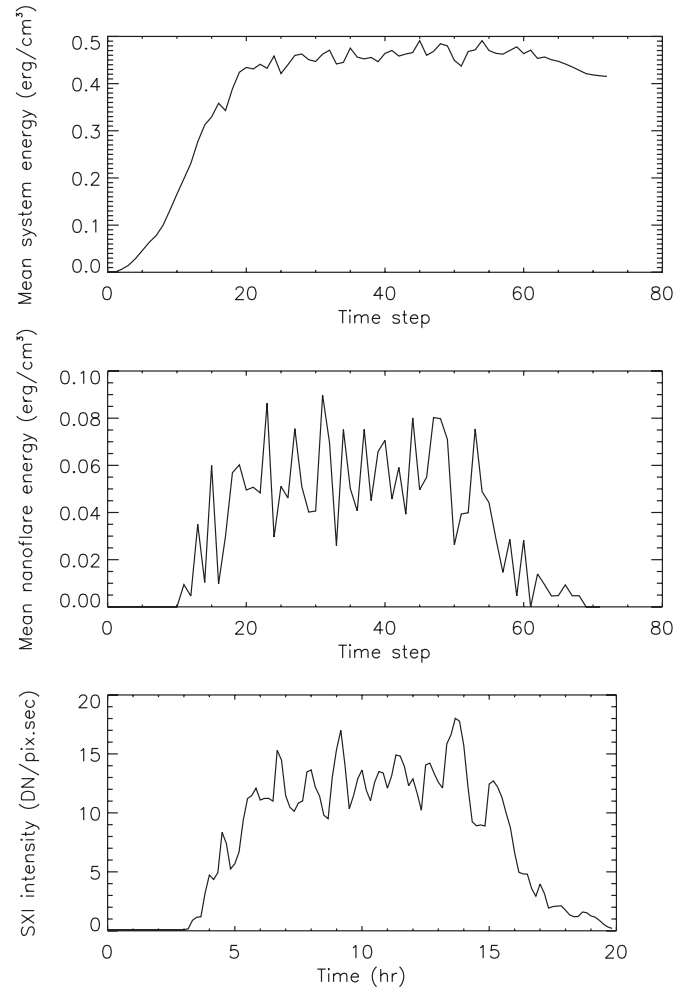 Mean system energy (erg/cm³)
0.5
0.4
0.3
0.2
0.1
0.0
0 20 40 60 80
Time step
Mean nanoflare energy (erg/cm³)
0.10
0.08
0.06
0.04
0.02
0.00
0 20 40 60 80
Time step
SXI intensity (DN/pix.sec)
20
15
10
5
0
0 5 10 15 20
Time (hr)